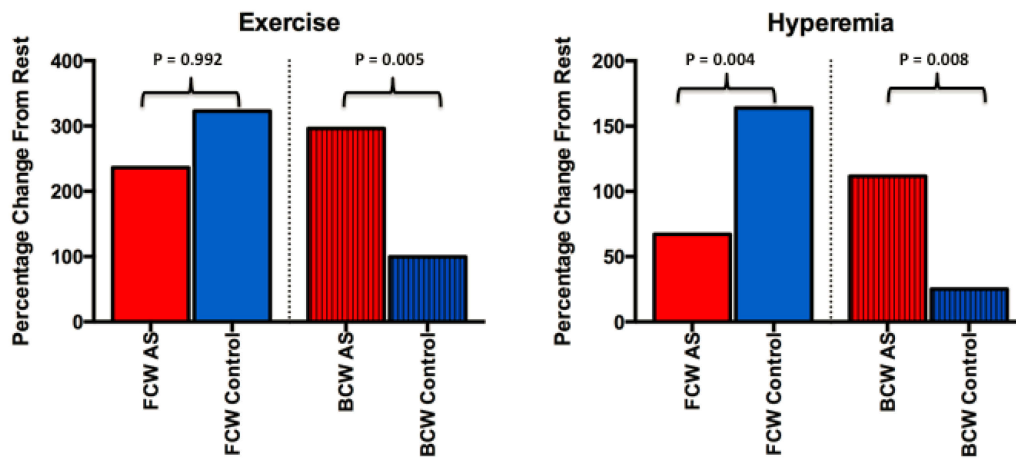 Exercise
Percentage Change From Rest
400
300
200
100
0
P = 0.992
P = 0.005
FCW AS
FCW Control
BCW AS
BCW Control
Hyperemia
Percentage Change From Rest
200
150
100
50
0
P = 0.004
P = 0.008
FCW AS
FCW Control
BCW AS
BCW Control